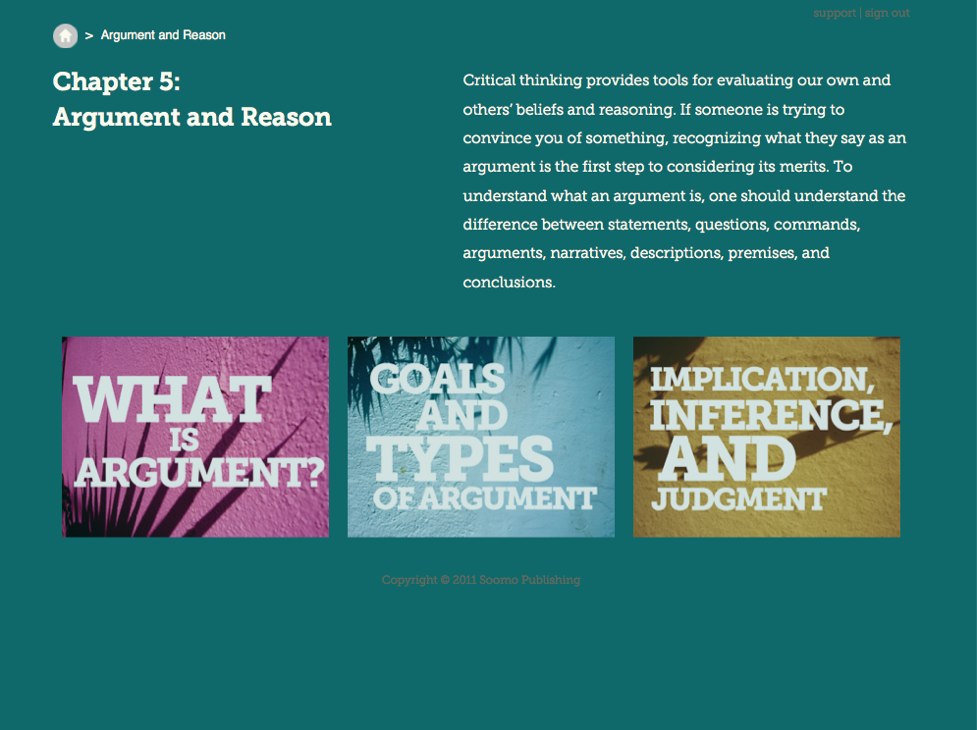 support | sign out
> Argument and Reason
Chapter 5:
Argument and Reason
Critical thinking provides tools for evaluating our own and
others’ beliefs and reasoning. If someone is trying to
convince you of something, recognizing what they say as an
argument is the first step to considering its merits. To
understand what an argument is, one should understand the
difference between statements, questions, commands,
arguments, narratives, descriptions, premises, and
conclusions.
WHAT
IS
ARGUMENT?
GOALS
AND
TYPES
OF ARGUMENT
IMPLICATION,
INFERENCE,
AND
JUDGMENT
Copyright © 2011 Soomo Publishing